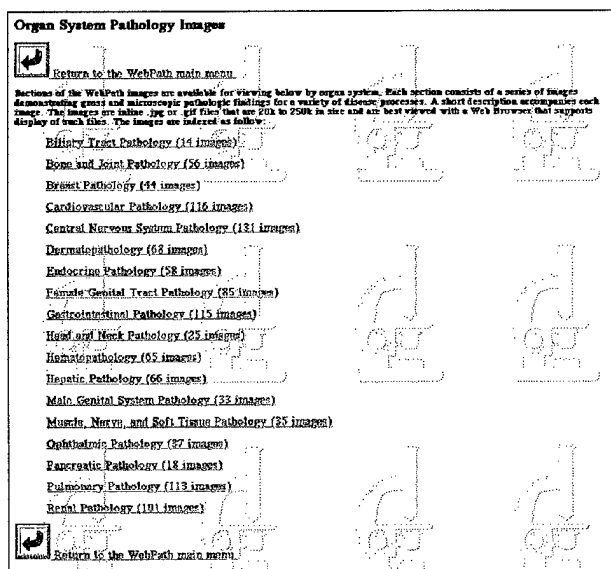 Organ System Pathology Images
Return to the WebPath main menu
Sections of the WebPath images are available for viewing below by organ system. Each section consists of a series of images
demonstrating gross and microscopic pathologic findings for a variety of disease processes. A short description accompanies each
image. The images are inline .jpg or .gif files that are 20k to 250k in size and are best viewed with a Web Browser that supports
display of such files. The images are indexed as follow:
Biliary Tract Pathology (14 images)
Bone and Joint Pathology (56 images)
Breast Pathology (44 images)
Cardiovascular Pathology (116 images)
Central Nervous System Pathology (131 images)
Dermatopathology (68 images)
Endocrine Pathology (58 images)
Female Genital Tract Pathology (85 images)
Gastrointestinal Pathology (115 images)
Head and Neck Pathology (25 images)
Hematopathology (65 images)
Hepatic Pathology (66 images)
Male Genital System Pathology (33 images)
Muscle, Nerve, and Soft Tissue Pathology (35 images)
Ophthalmic Pathology (27 images)
Pancreatic Pathology (18 images)
Pulmonary Pathology (113 images)
Renal Pathology (101 images)
Return to the WebPath main menu